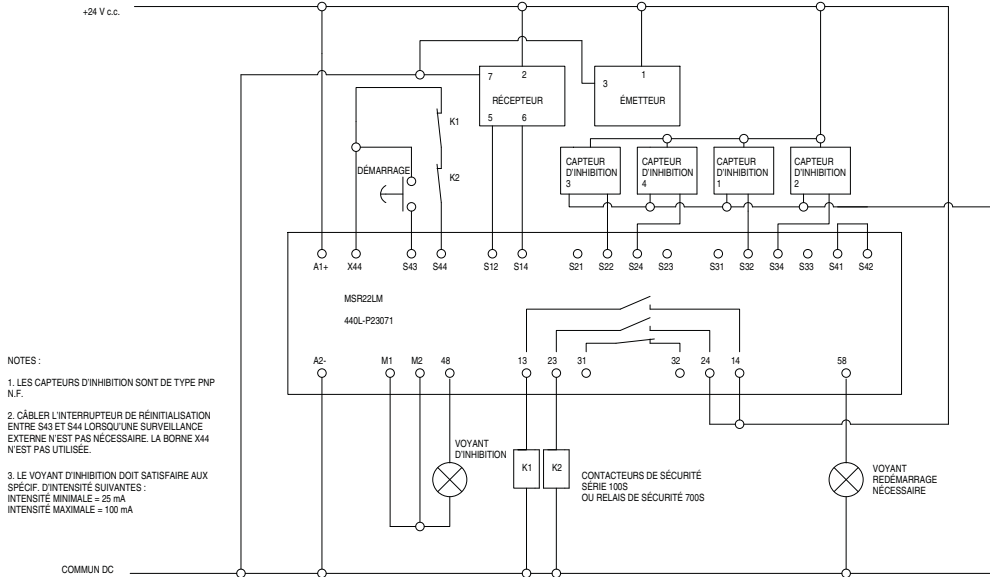 +24 V c.c.
7
2
RÉCEPTEUR
5
6
1
3
ÉMETTEUR
K1
K2
DÉMARRAGE
CAPTEUR
D'INHIBITION
3
CAPTEUR
D'INHIBITION
4
CAPTEUR
D'INHIBITION
1
CAPTEUR
D'INHIBITION
2
A1+
X44
S43
S44
S12
S14
S21
S22
S24
S23
S31
S32
S34
S33
S41
S42
MSR22LM
440L-P23071
A2-
M1
M2
48
13
23
31
32
24
14
58
NOTES :
1. LES CAPTEURS D'INHIBITION SONT DE TYPE PNP
N.F.
2. CÂBLER L'INTERRUPTEUR DE RÉINITIALISATION
ENTRE S43 ET S44 LORSQU'UNE SURVEILLANCE
EXTERNE N'EST PAS NÉCESSAIRE. LA BORNE X44
N'EST PAS UTILISÉE.
3. LE VOYANT D'INHIBITION DOIT SATISFAIRE AUX
SPÉCIF. D'INTENSITÉ SUIVANTES :
INTENSITÉ MINIMALE = 25 mA
INTENSITÉ MAXIMALE = 100 mA
VOYANT
D'INHIBITION
K1
K2
CONTACTEURS DE SÉCURITÉ
SÉRIE 100S
OU RELAIS DE SÉCURITÉ 700S
VOYANT
REDÉMARRAGE
NÉCESSAIRE
COMMUN DC